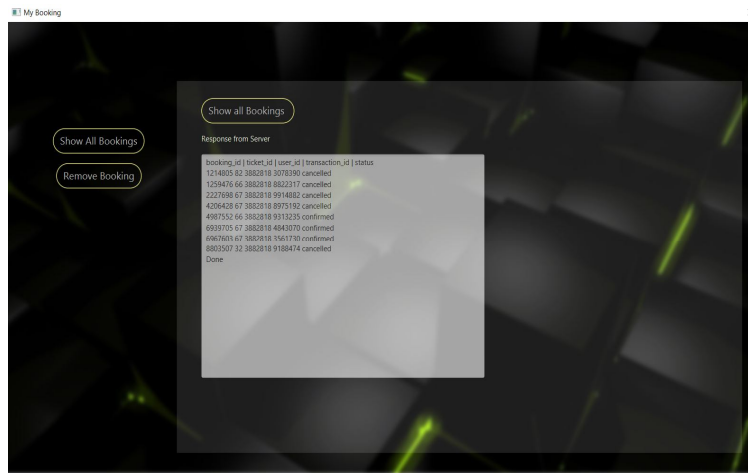 My Booking
Show All Bookings
Remove Booking
Show all Bookings
Response from Server
booking_id | ticket_id | user_id | transaction_id | status
1214805 82 3882818 3078390 cancelled
1259476 66 3882818 8822317 cancelled
2227698 67 3882818 9914882 cancelled
4206428 67 3882818 8975192 cancelled
4987552 66 3882818 9313235 confirmed
6939705 67 3882818 4843070 confirmed
6967603 67 3882818 3561730 confirmed
8803507 32 3882818 9188474 cancelled
Done